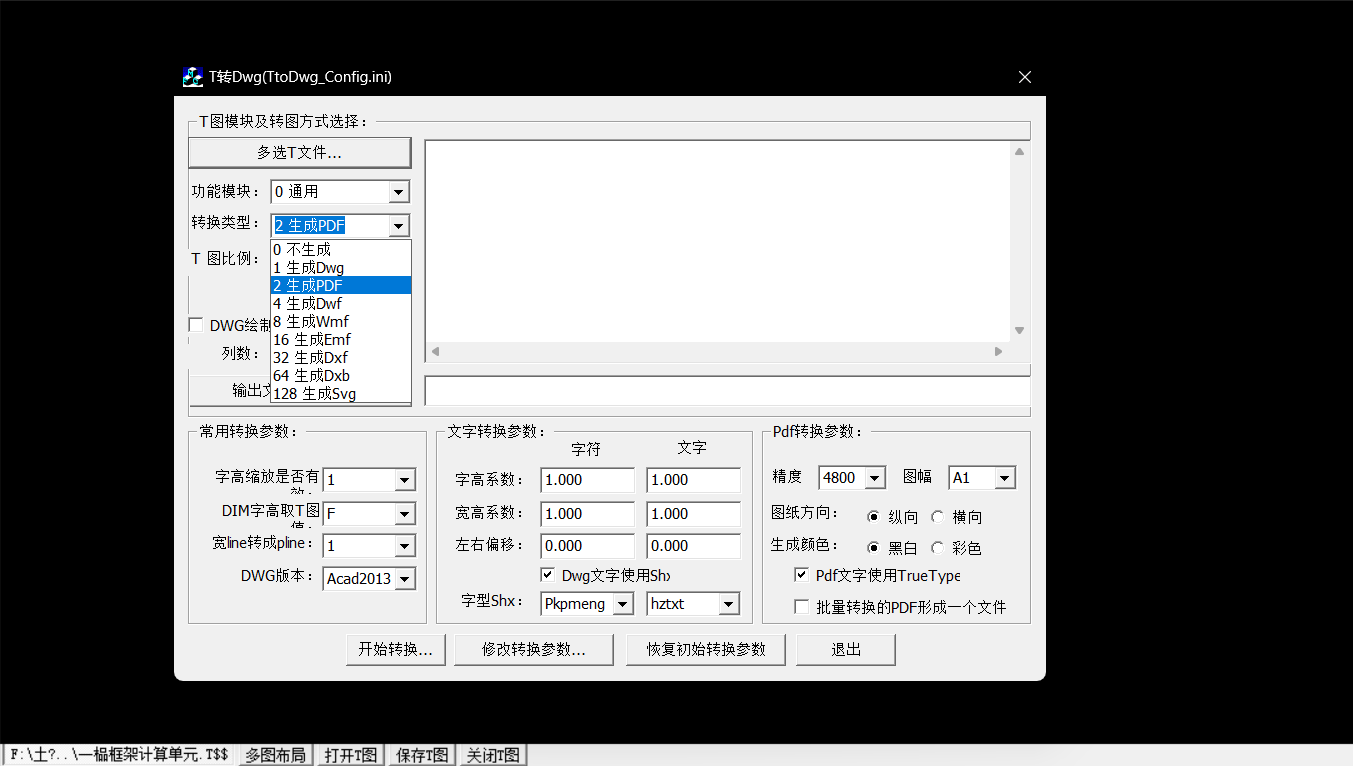 T转Dwg(TtoDwg_Config.ini)
T图模块及转图方式选择：
多选T文件...
功能模块： 0 通用
转换类型： 2 生成PDF
0 不生成
T 图比例：
1 生成Dwg
2 生成PDF
4 生成Dwf
8 生成Wmf
DWG绘制
16 生成Emf
列数：
32 生成Dxf
64 生成Dxb
输出文
128 生成Svg
常用转换参数：
字高缩放是否有效： 1
DIM字高取T图值： F
宽line转成pline： 1
DWG版本： Acad2013
文字转换参数：
字符 文字
字高系数： 1.000 1.000
宽高系数： 1.000 1.000
左右偏移： 0.000 0.000
Dwg文字使用Shx
字型Shx： Pkpmeng hztxt
Pdf转换参数：
精度 4800 图幅 A1
图纸方向： 纵向 横向
生成颜色： 黑白 彩色
Pdf文字使用TrueType
批量转换的PDF形成一个文件
开始转换... 修改转换参数... 恢复初始转换参数 退出
F:\土?..\一榀框架计算单元.T$$ 多图布局 打开T图 保存T图 关闭T图